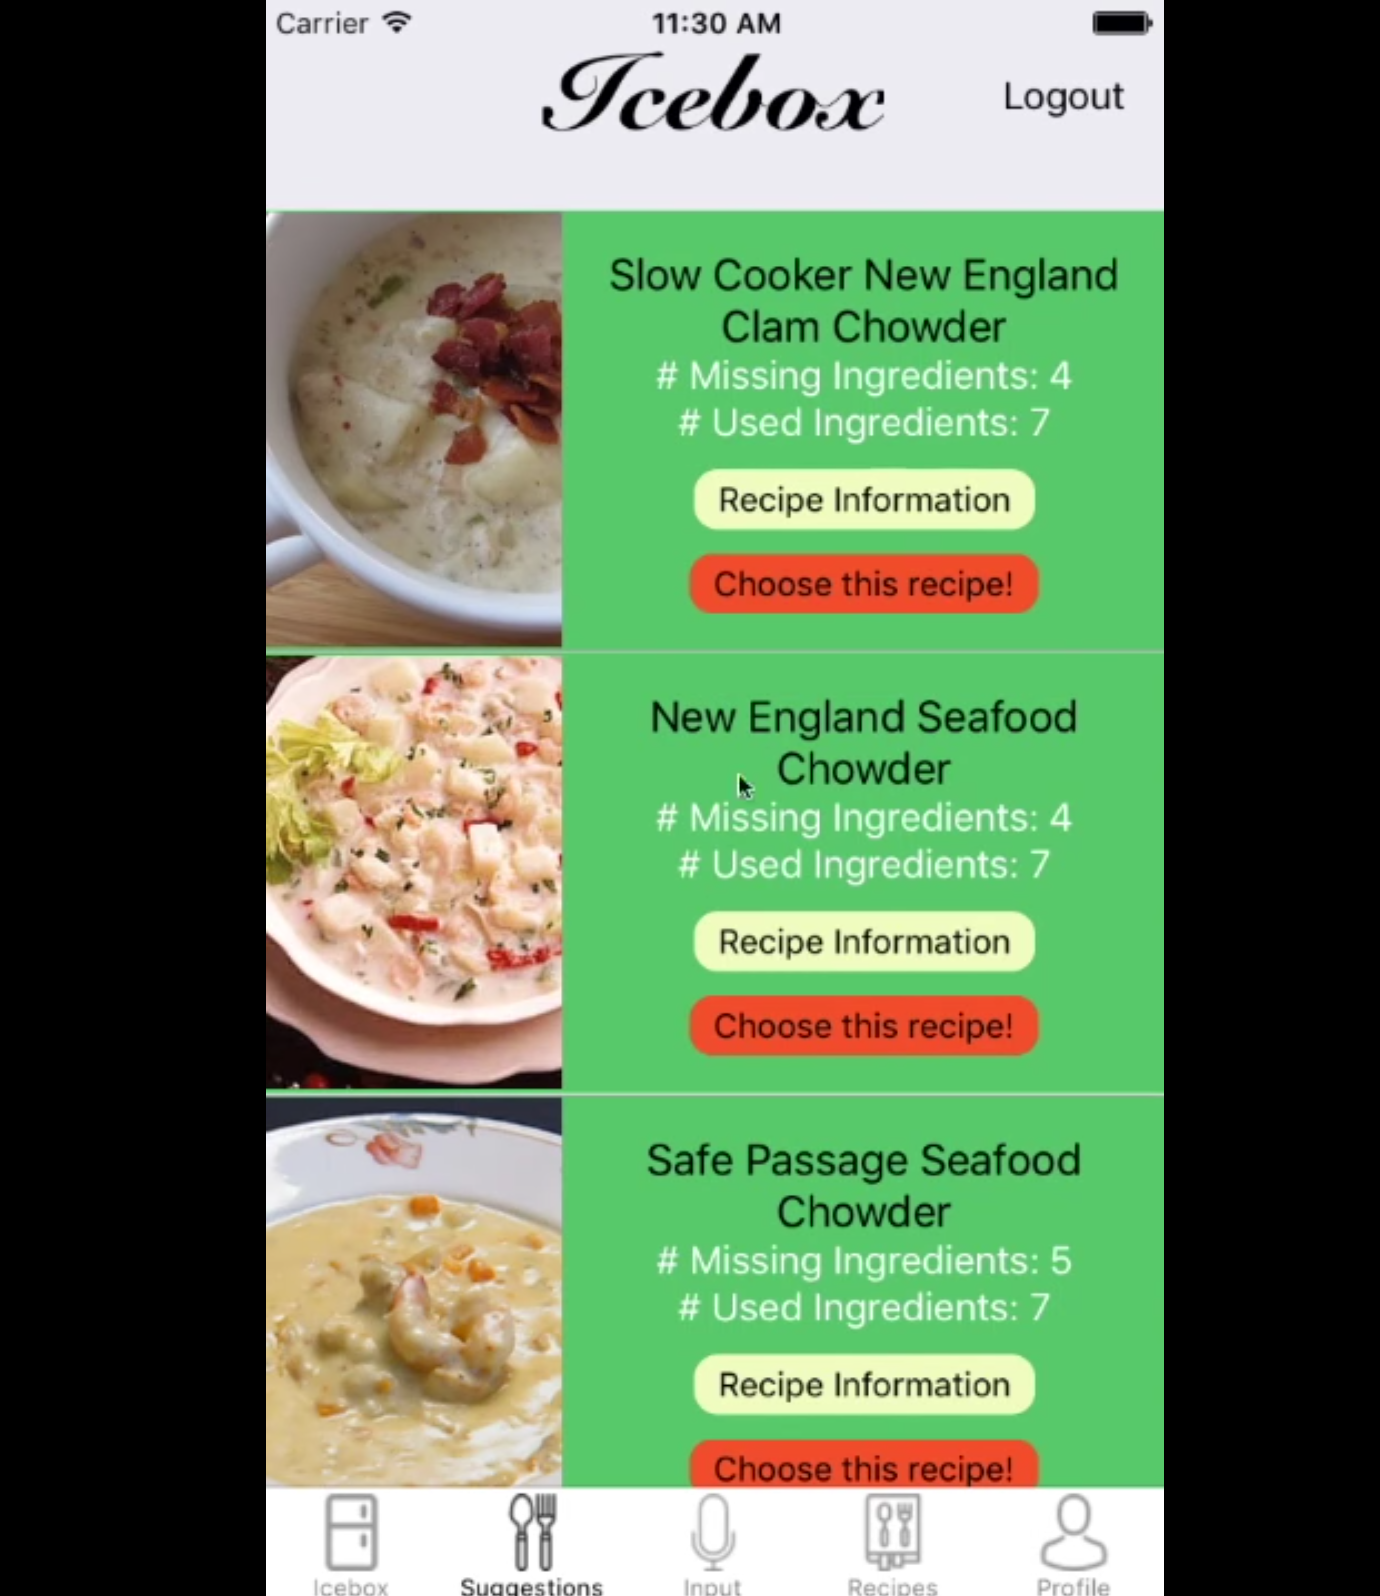 Carrier 11:30 AM
Icebox
Logout
Slow Cooker New England
Clam Chowder
# Missing Ingredients: 4
# Used Ingredients: 7
Recipe Information
Choose this recipe!
New England Seafood
Chowder
# Missing Ingredients: 4
# Used Ingredients: 7
Recipe Information
Choose this recipe!
Safe Passage Seafood
Chowder
# Missing Ingredients: 5
# Used Ingredients: 7
Recipe Information
Choose this recipe!
Icebox Suggestions Input Recipes Profile